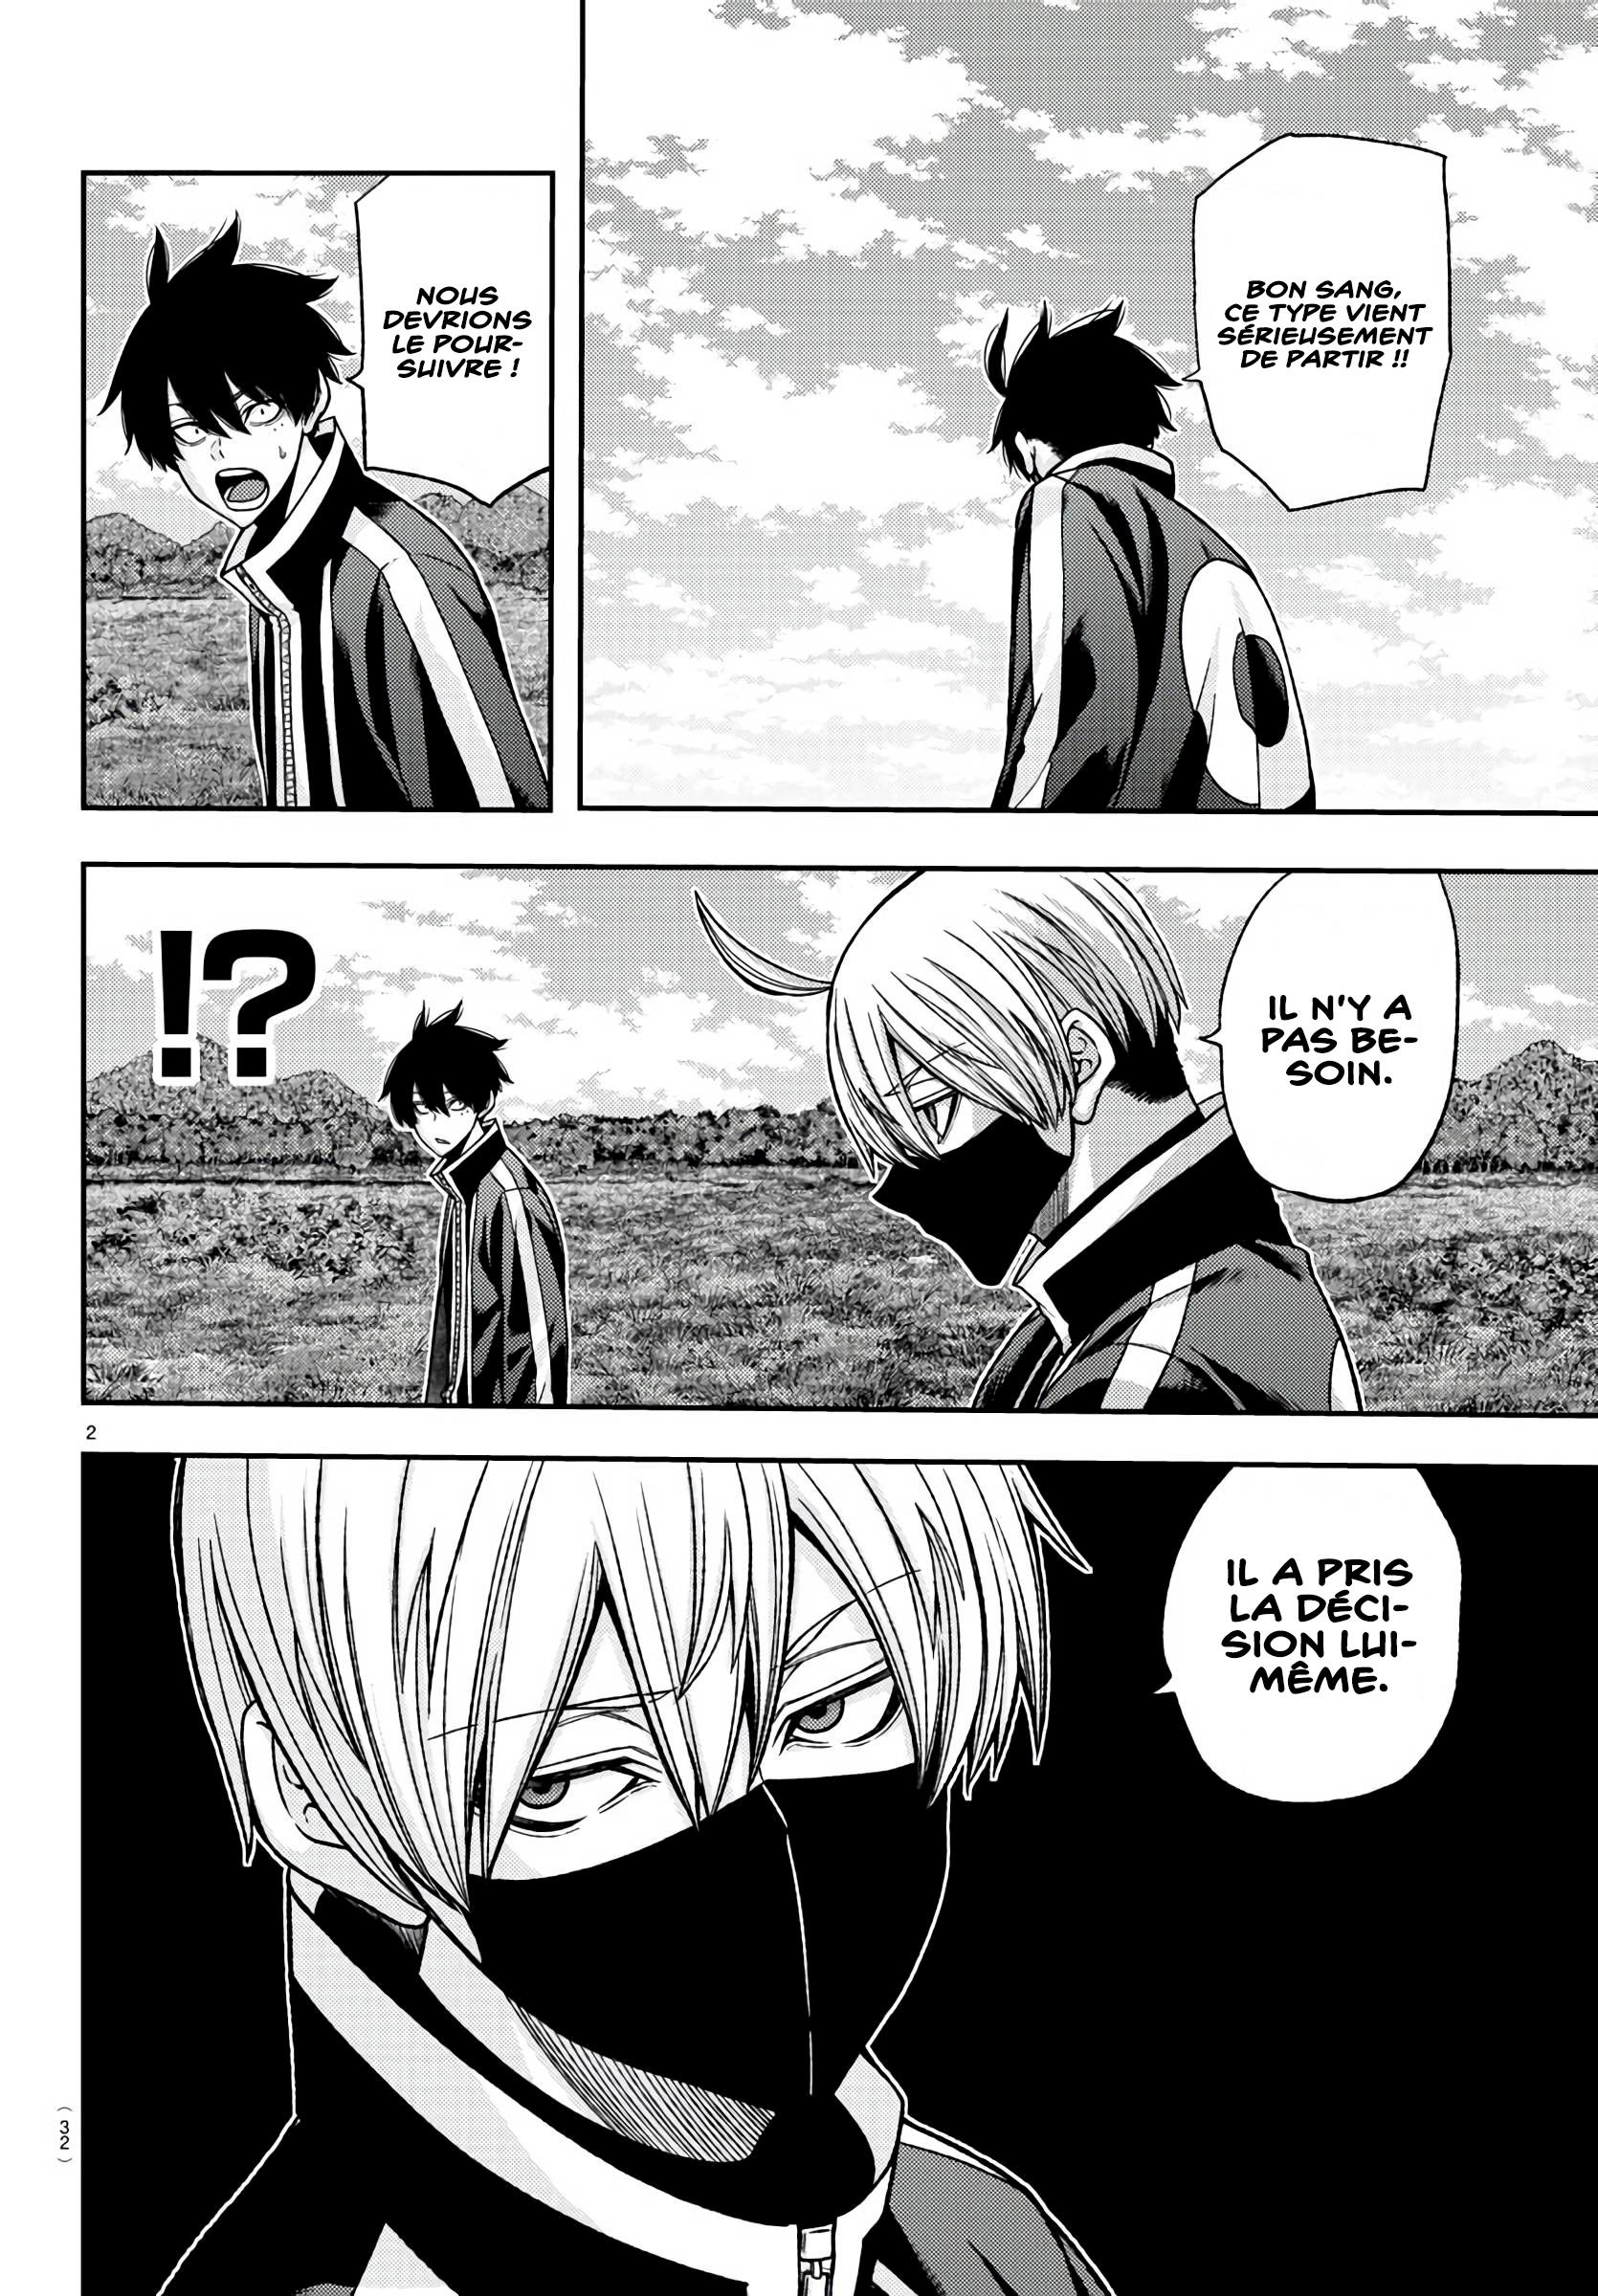 BON SANG,
CE TYPE VIENT
SÉRIEUSEMENT
DE PARTIR !!
NOUS
DEVRIONS
LE POUR-
SUIVRE !
IL N'Y A
PAS BE-
SOIN.
!?
2
IL A PRIS
LA DÉCI-
SION LUI-
MÊME.
(32)